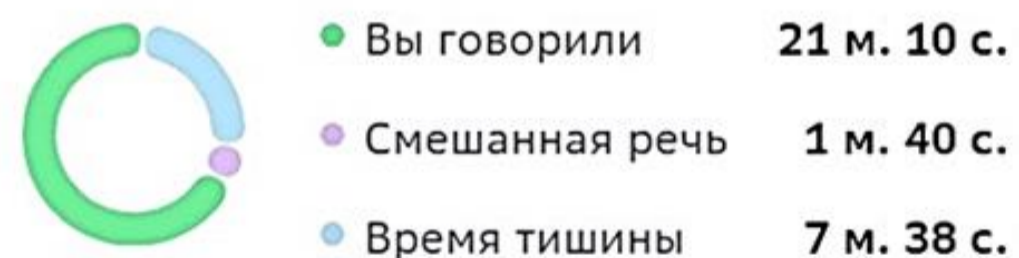 Вы говорили 21 м. 10 с.
Смешанная речь 1 м. 40 с.
Время тишины 7 м. 38 с.